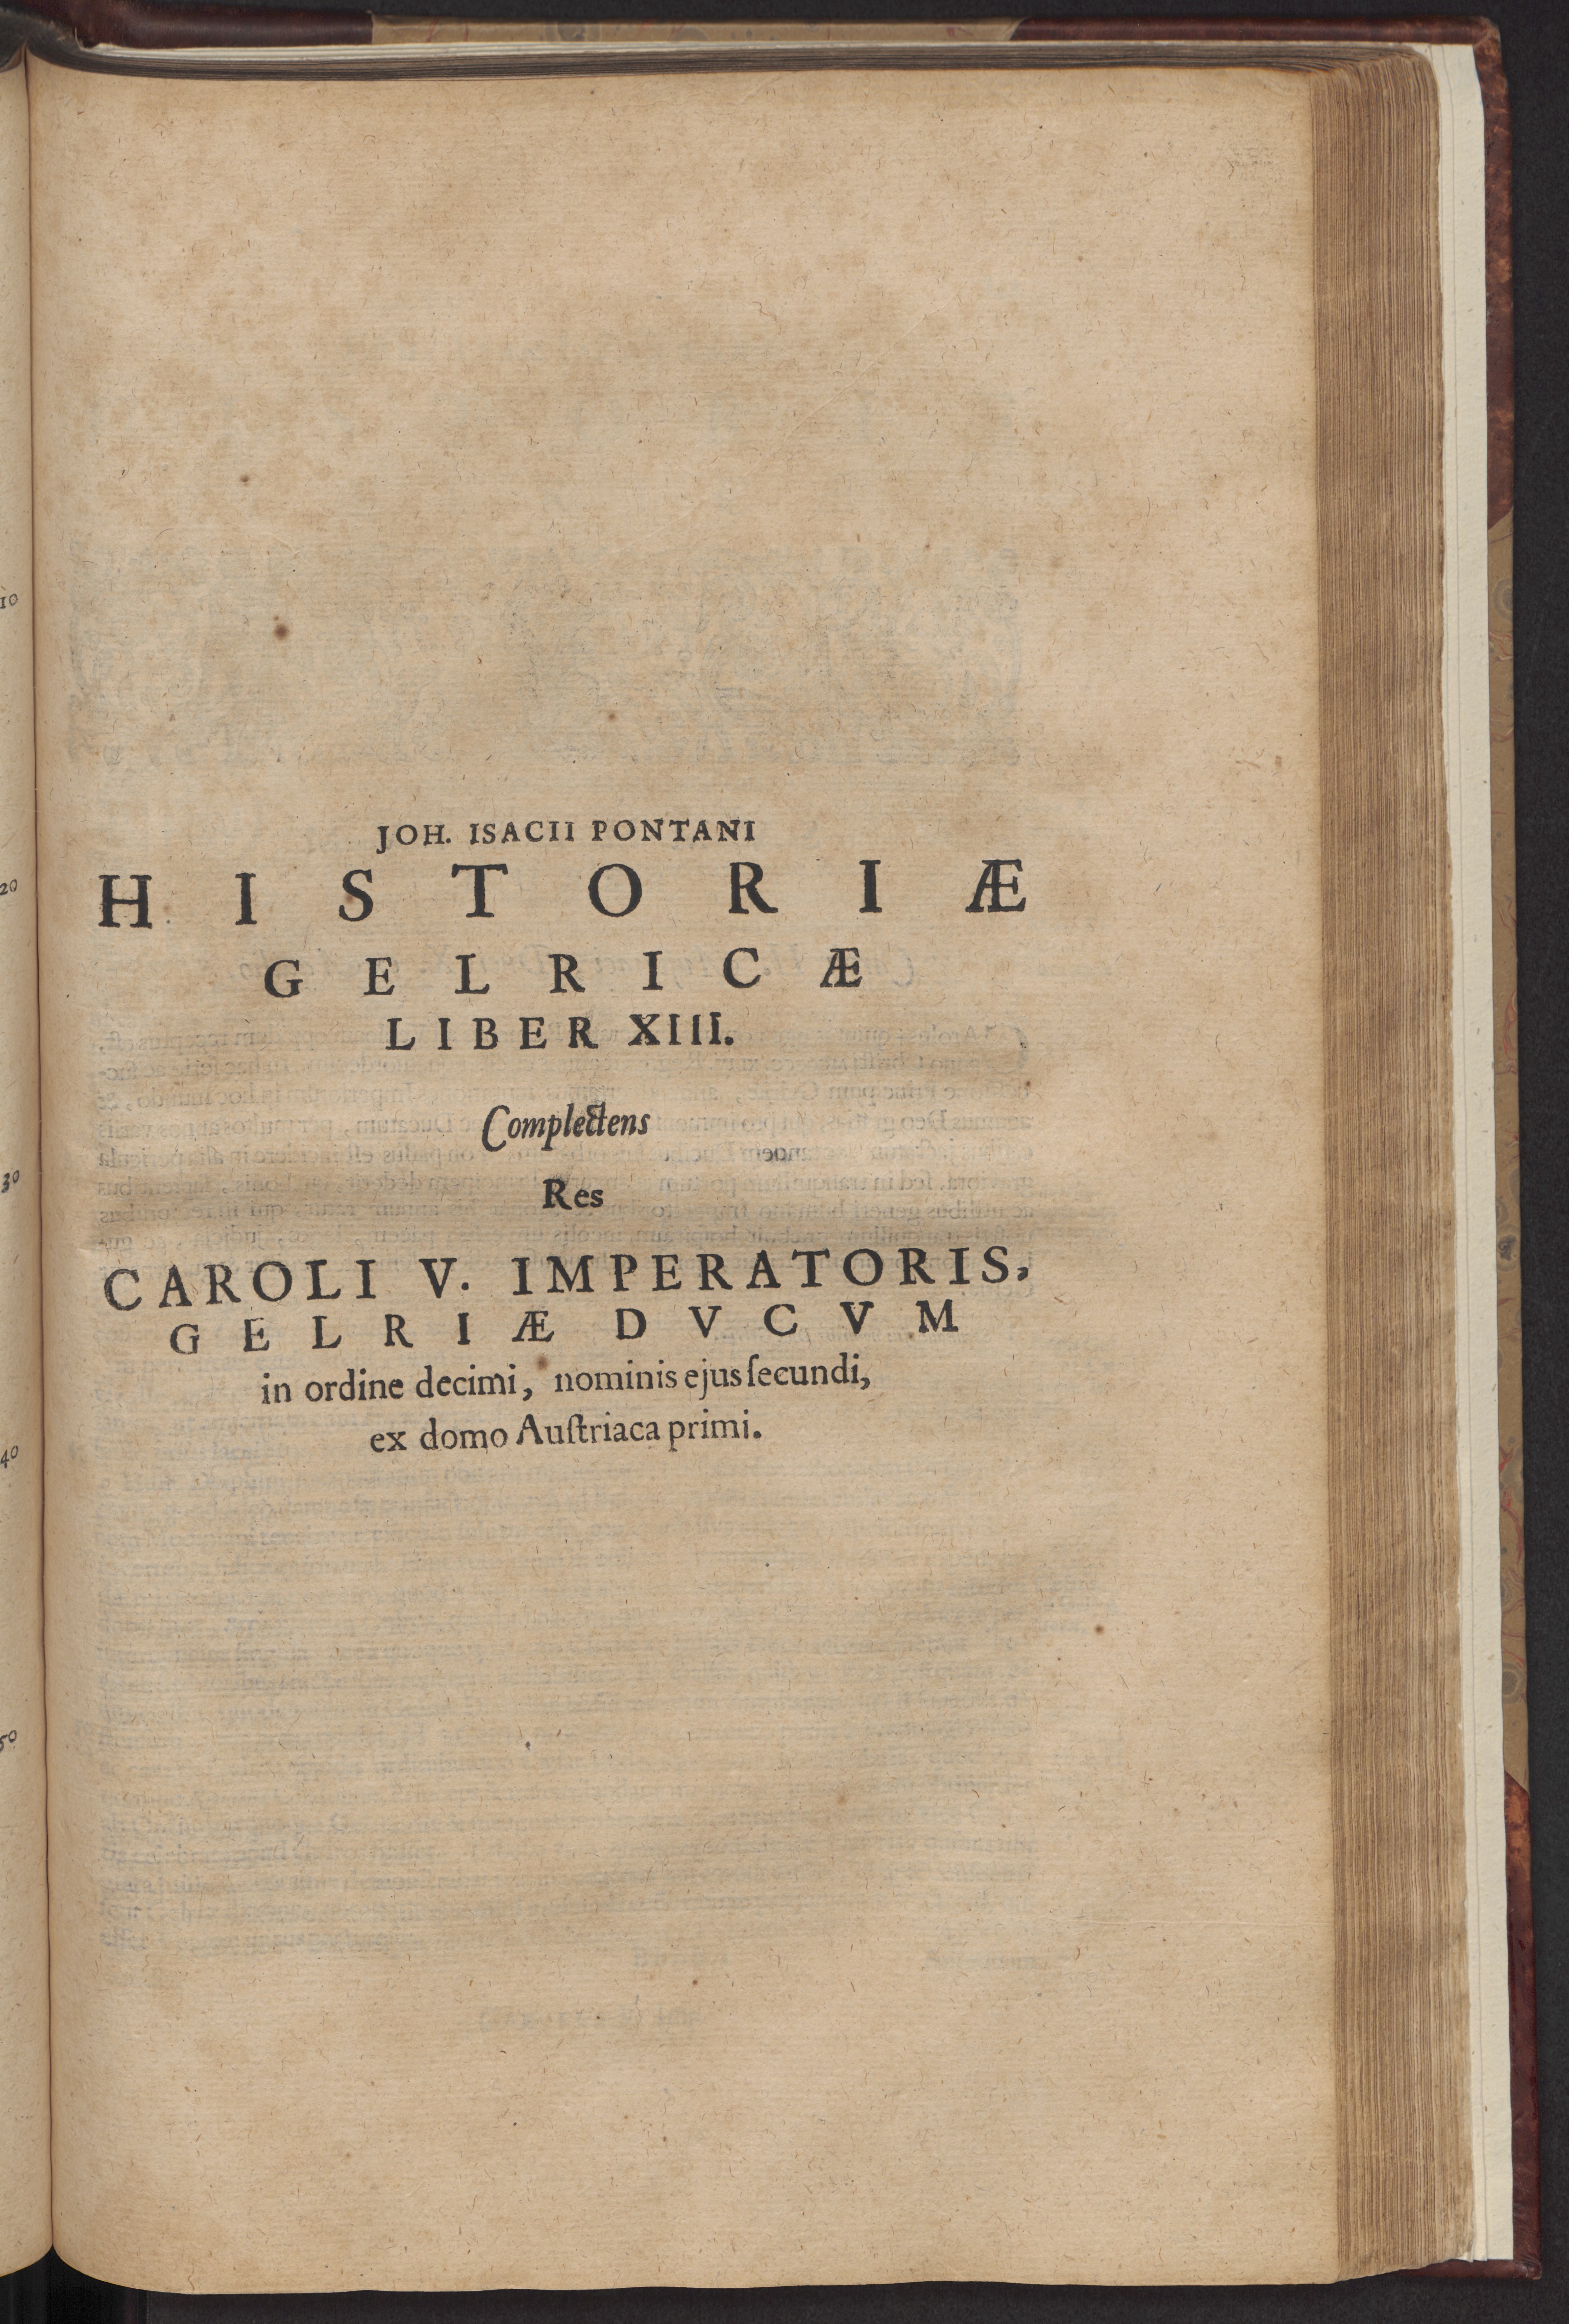 JOH. ISACII PONTANI
HISTORIÆ
GELRICÆ
LIBER XIII.
Complectens
Res
CAROLI V. IMPERATORIS,
GELRIÆ DVCVM
in ordine decimi, nominis ejus ſecundi,
ex domo Auſtriaca primi.
10
20
30
40
50